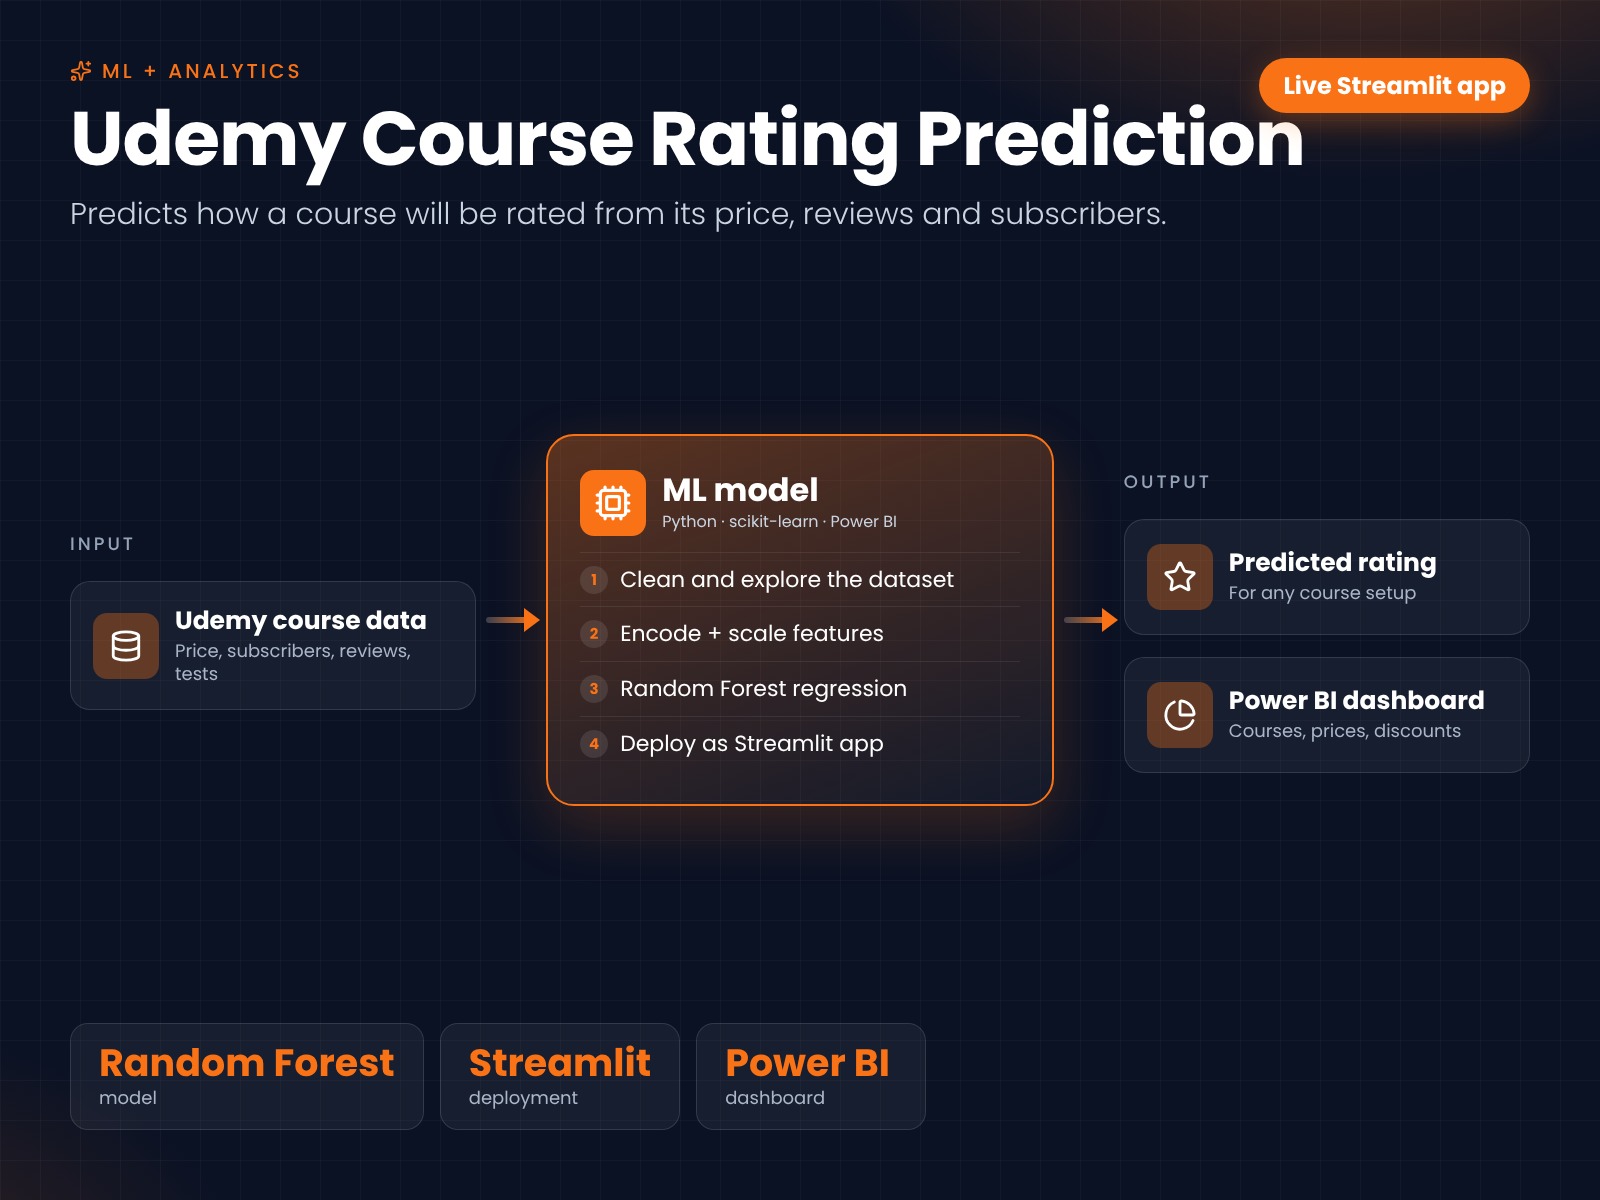 ML + ANALYTICS
Live Streamlit app
Udemy Course Rating Prediction
Predicts how a course will be rated from its price, reviews and subscribers.
INPUT
Udemy course data
Price, subscribers, reviews,
tests
ML model
Python · scikit-learn · Power BI
1 Clean and explore the dataset
2 Encode + scale features
3 Random Forest regression
4 Deploy as Streamlit app
OUTPUT
Predicted rating
For any course setup
Power BI dashboard
Courses, prices, discounts
Random Forest
model
Streamlit
deployment
Power BI
dashboard